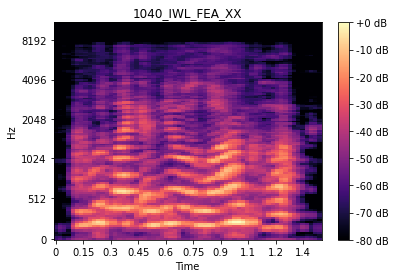 1040_IWL_FEA_XX
8192
4096
2048
1024
512
0
Hz
0 0.15 0.3 0.45 0.6 0.75 0.9 1.1 1.2 1.4
Time
+0 dB
-10 dB
-20 dB
-30 dB
-40 dB
-50 dB
-60 dB
-70 dB
-80 dB